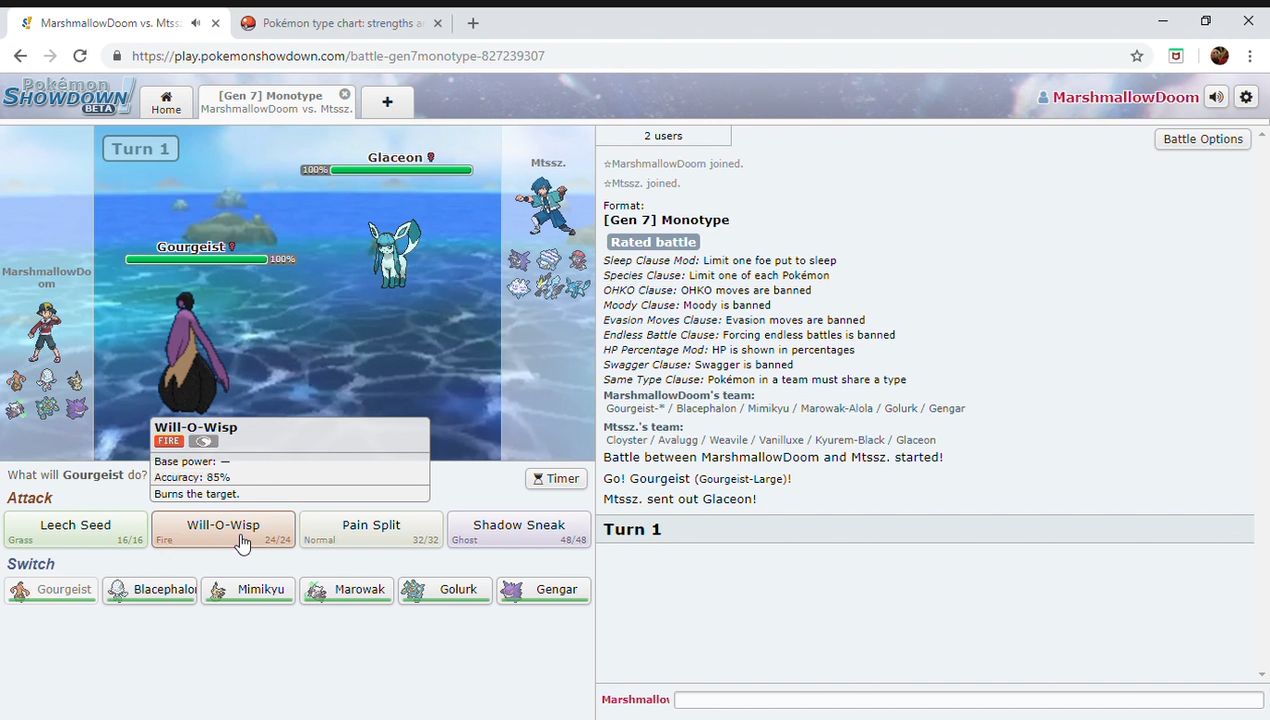 MarshmallowDoom vs. Mtssz
Pokémon type chart: strengths a
https://play.pokemonshowdown.com/battle-gen7monotype-827239307
Pokémon
SHOWDOWN
BETA
Home
[Gen 7] Monotype
MarshmallowDoom vs. Mtssz.
MarshmallowDoom
Turn 1
Glaceon
100%
Mtssz.
Gourgeist
100%
MarshmallowDo
om
Will-O-Wisp
FIRE
Base power: —
Accuracy: 85%
Burns the target.
What will Gourgeist do?
Timer
Attack
Leech Seed
Grass 16/16
Will-O-Wisp
Fire 24/24
Pain Split
Normal 32/32
Shadow Sneak
Ghost 48/48
Switch
Gourgeist
Blacephalon
Mimikyu
Marowak
Golurk
Gengar
2 users
Battle Options
☆MarshmallowDoom joined.
☆Mtssz. joined.
Format:
[Gen 7] Monotype
Rated battle
Sleep Clause Mod: Limit one foe put to sleep
Species Clause: Limit one of each Pokémon
OHKO Clause: OHKO moves are banned
Moody Clause: Moody is banned
Evasion Moves Clause: Evasion moves are banned
Endless Battle Clause: Forcing endless battles is banned
HP Percentage Mod: HP is shown in percentages
Swagger Clause: Swagger is banned
Same Type Clause: Pokémon in a team must share a type
MarshmallowDoom's team:
Gourgeist-* / Blacephalon / Mimikyu / Marowak-Alola / Golurk / Gengar
Mtssz.'s team:
Cloyster / Avalugg / Weavile / Vanilluxe / Kyurem-Black / Glaceon
Battle between MarshmallowDoom and Mtssz. started!
Go! Gourgeist (Gourgeist-Large)!
Mtssz. sent out Glaceon!
Turn 1
Marshmallov